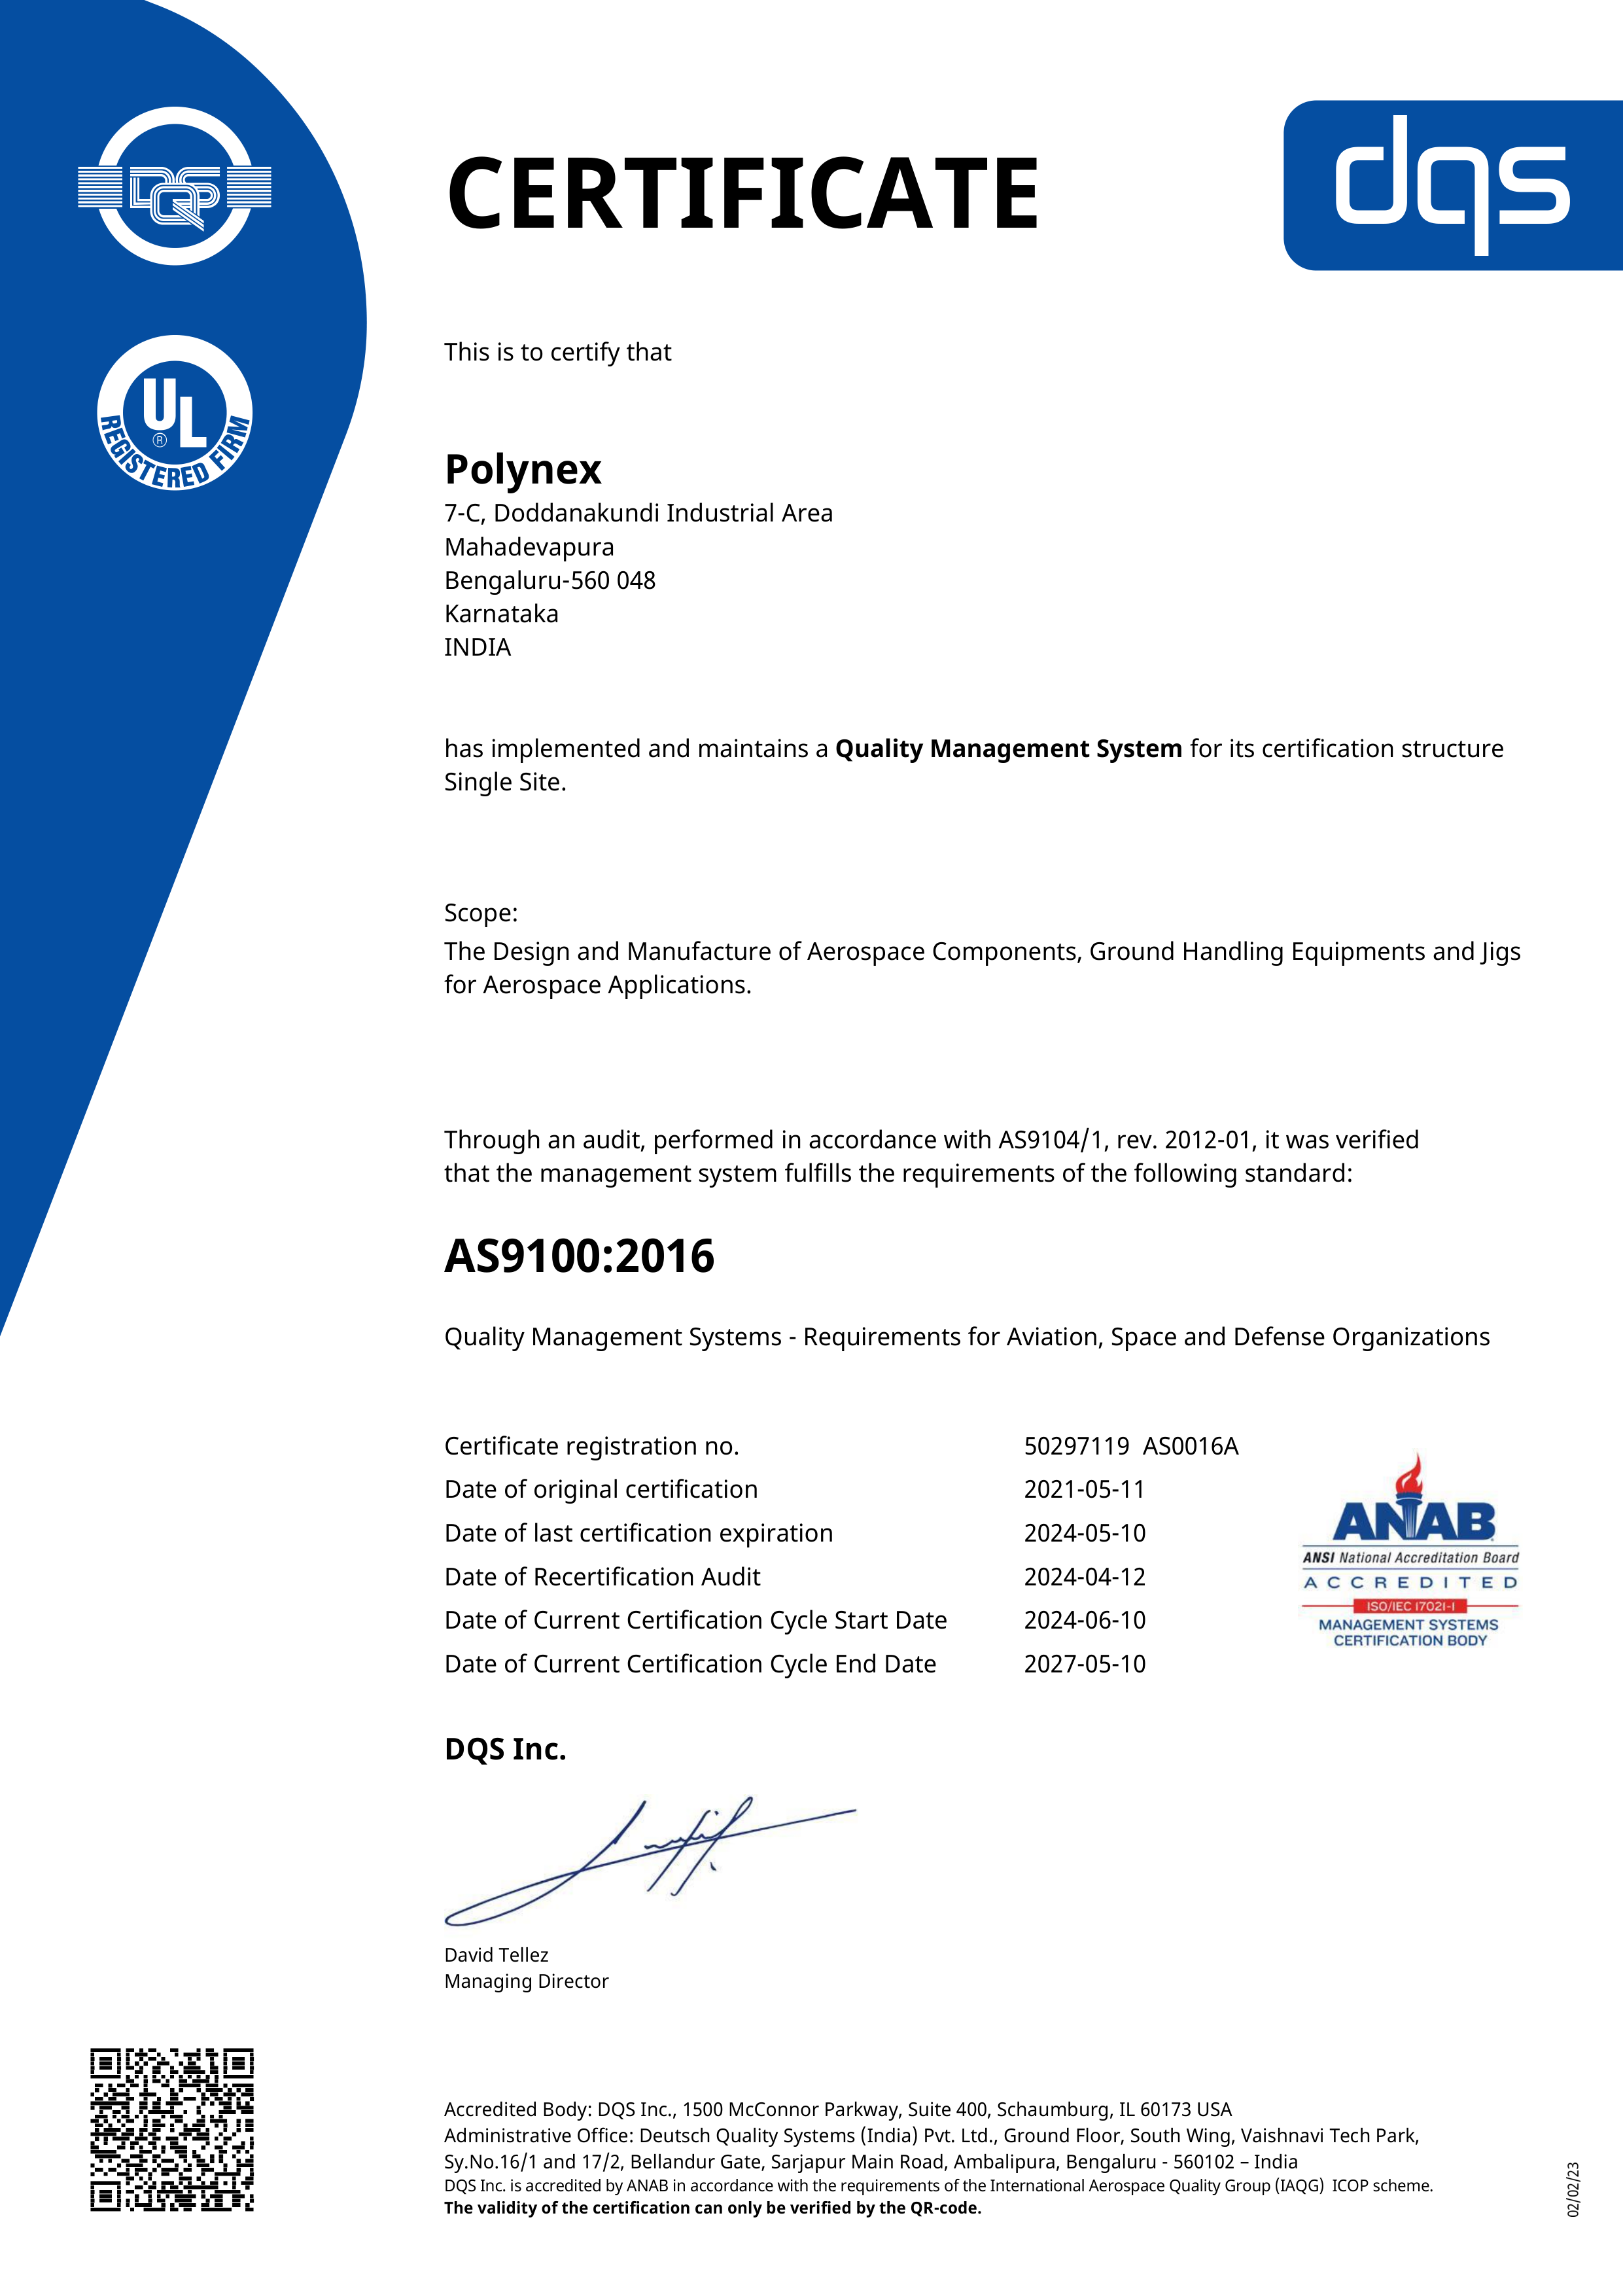 DQS
CERTIFICATE
dqs
UL
®
REGISTERED FIRM
This is to certify that
Polynex
7-C, Doddanakundi Industrial Area
Mahadevapura
Bengaluru-560 048
Karnataka
INDIA
has implemented and maintains a Quality Management System for its certification structure
Single Site.
Scope:
The Design and Manufacture of Aerospace Components, Ground Handling Equipments and Jigs
for Aerospace Applications.
Through an audit, performed in accordance with AS9104/1, rev. 2012-01, it was verified
that the management system fulfills the requirements of the following standard:
AS9100:2016
Quality Management Systems - Requirements for Aviation, Space and Defense Organizations
Certificate registration no. 50297119 AS0016A
Date of original certification 2021-05-11
Date of last certification expiration 2024-05-10
Date of Recertification Audit 2024-04-12
Date of Current Certification Cycle Start Date 2024-06-10
Date of Current Certification Cycle End Date 2027-05-10
ANAB
ANSI National Accreditation Board
ACCREDITED
ISO/IEC 17021-1
MANAGEMENT SYSTEMS
CERTIFICATION BODY
DQS Inc.
David Tellez
Managing Director
Accredited Body: DQS Inc., 1500 McConnor Parkway, Suite 400, Schaumburg, IL 60173 USA
Administrative Office: Deutsch Quality Systems (India) Pvt. Ltd., Ground Floor, South Wing, Vaishnavi Tech Park,
Sy.No.16/1 and 17/2, Bellandur Gate, Sarjapur Main Road, Ambalipura, Bengaluru - 560102 – India
DQS Inc. is accredited by ANAB in accordance with the requirements of the International Aerospace Quality Group (IAQG) ICOP scheme.
The validity of the certification can only be verified by the QR-code.
02/02/23